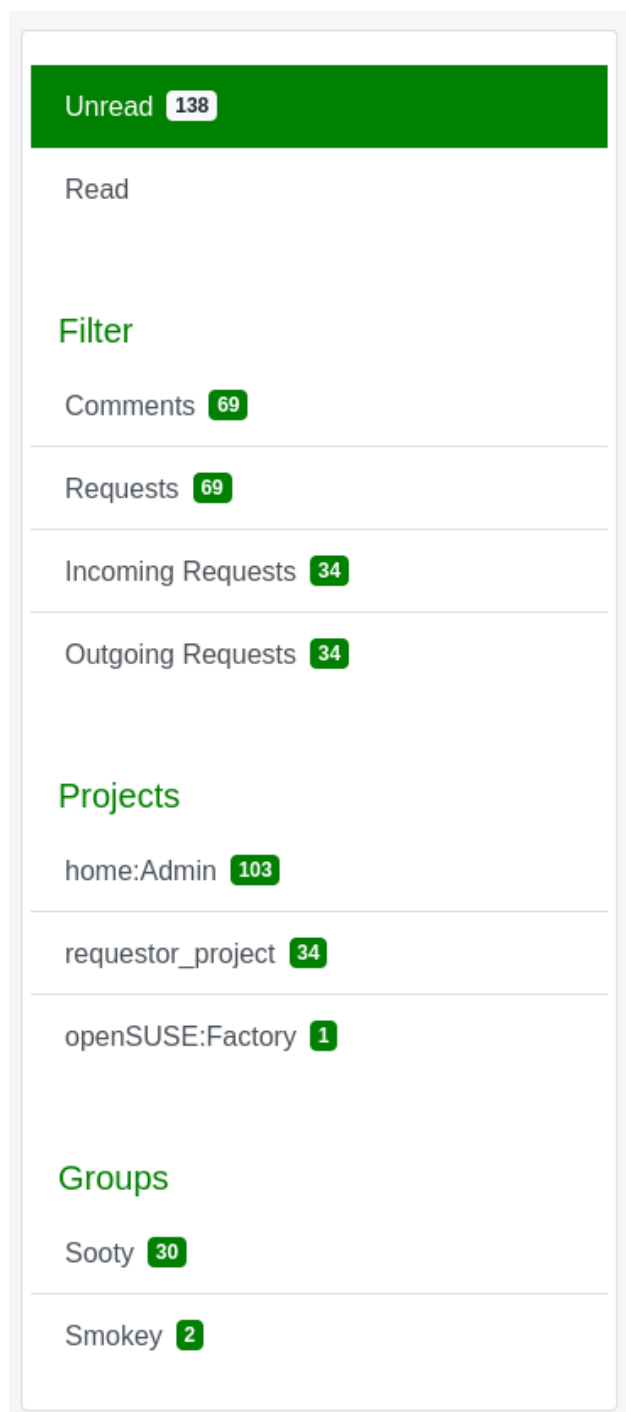 Unread 138
Read
Filter
Comments 69
Requests 69
Incoming Requests 34
Outgoing Requests 34
Projects
home:Admin 103
requestor_project 34
openSUSE:Factory 1
Groups
Sooty 30
Smokey 2